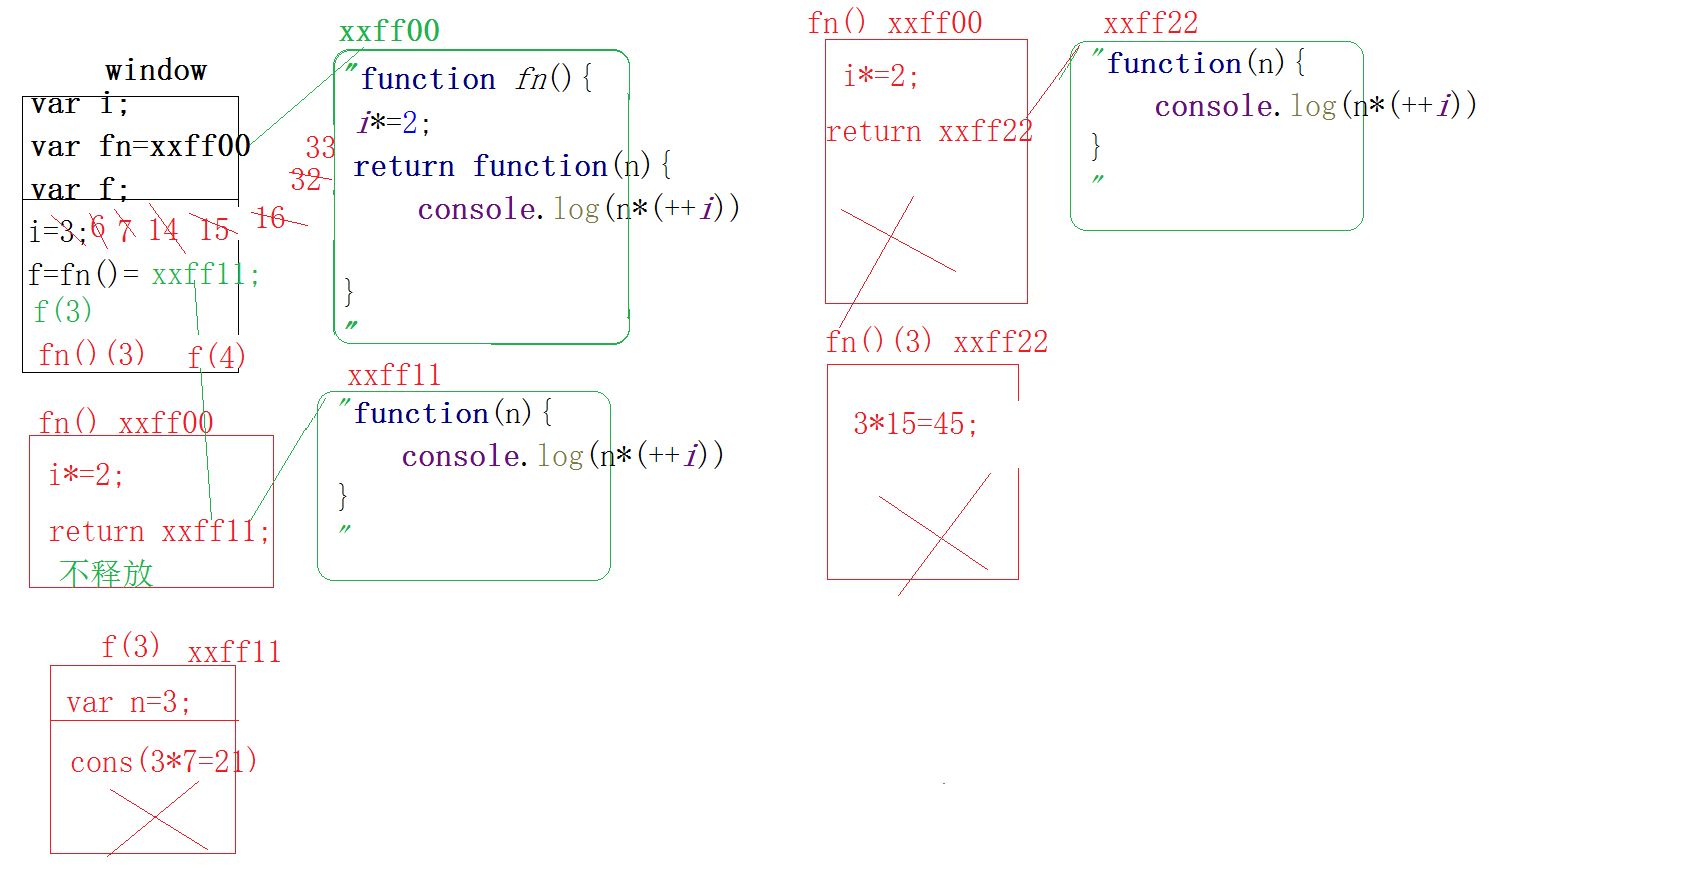 window
var i;
var fn=xxff00
var f;
i=3; 6 7 14 15 16 32 33
f=fn()= xxff11;
f(3)
fn()(3) f(4)
xxff00
"function fn(){
i*=2;
return function(n){
console.log(n*(++i))
}
"
fn() xxff00
i*=2;
return xxff11;
不释放
xxff11
"function(n){
console.log(n*(++i))
}
"
f(3) xxff11
var n=3;
cons(3*7=21)
fn() xxff00
i*=2;
return xxff22
xxff22
"function(n){
console.log(n*(++i))
}
"
fn()(3) xxff22
3*15=45;